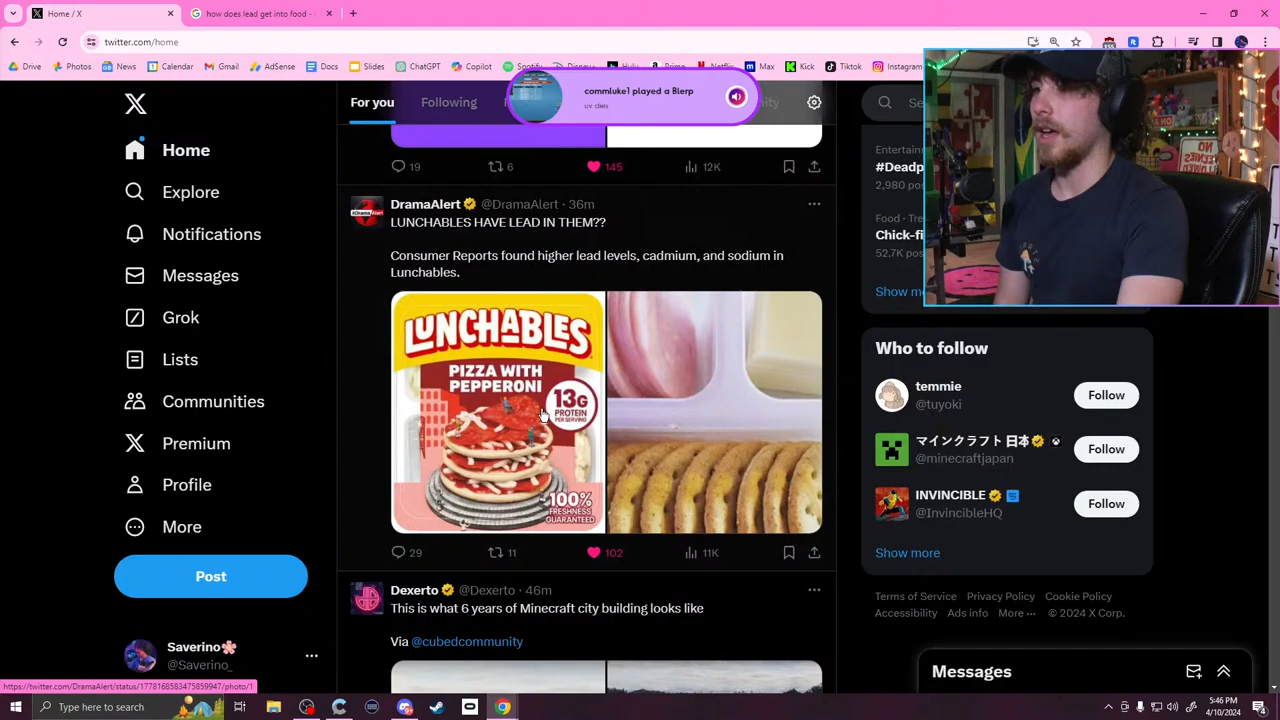 Home / X
how does lead get into food -
twitter.com/home
Drive
Photos
News
Calendar
Gmail
AdSense
Docs
Slides
ChatGPT
Copilot
Spotify
Hulu
Prime
Netflix
Max
Kick
Tiktok
Instagram
commluke1 played a Blerp
For you
Following
Home
Explore
Notifications
Messages
Grok
Lists
Communities
Premium
Profile
More
Post
Saverino🌸
@Saverino_
19
6
145
12K
DramaAlert @DramaAlert · 36m
LUNCHABLES HAVE LEAD IN THEM??
Consumer Reports found higher lead levels, cadmium, and sodium in
Lunchables.
LUNCHABLES
PIZZA WITH
PEPPERONI
13G
PROTEIN
PER SERVING
100%
FRESHNESS
GUARANTEED
29
11
102
11K
Dexerto @Dexerto · 46m
This is what 6 years of Minecraft city building looks like
Via @cubedcommunity
#Deadp
2,980 posts
Chick-fi
52.7K
Who to follow
temmie
@tuyoki
Follow
マインクラフト 日本
@minecraftjapan
Follow
INVINCIBLE
@InvincibleHQ
Follow
Show more
Terms of Service Privacy Policy Cookie Policy
Accessibility Ads info More ··· © 2024 X Corp.
Messages
https://twitter.com/DramaAlert/status/1778168583475859947/photo/1
Type here to search
5:46 PM
4/10/2024